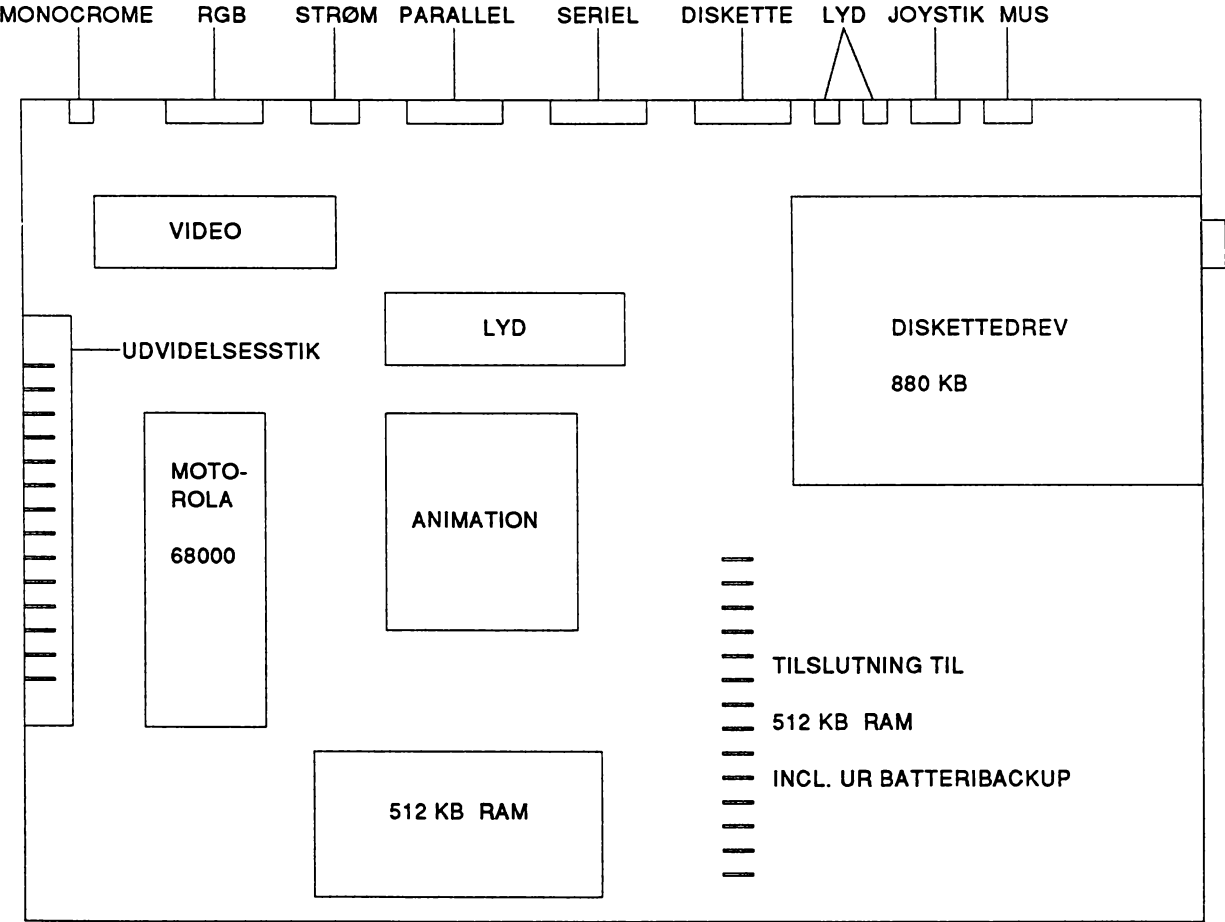 MONOCROME RGB STRØM PARALLEL SERIEL DISKETTE LYD JOYSTIK MUS
VIDEO
LYD
DISKETTEDREV
880 KB
UDVIDELSESSTIK
MOTO-
ROLA
68000
ANIMATION
TILSLUTNING TIL
512 KB RAM
INCL. UR BATTERIBACKUP
512 KB RAM